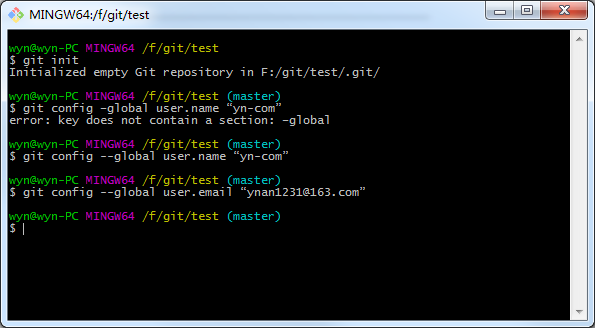 MINGW64:/f/git/test
wyn@wyn-PC MINGW64 /f/git/test
$ git init
Initialized empty Git repository in F:/git/test/.git/
wyn@wyn-PC MINGW64 /f/git/test (master)
$ git config –global user.name “yn-com”
error: key does not contain a section: –global
wyn@wyn-PC MINGW64 /f/git/test (master)
$ git config --global user.name “yn-com”
wyn@wyn-PC MINGW64 /f/git/test (master)
$ git config --global user.email “ynan1231@163.com”
wyn@wyn-PC MINGW64 /f/git/test (master)
$